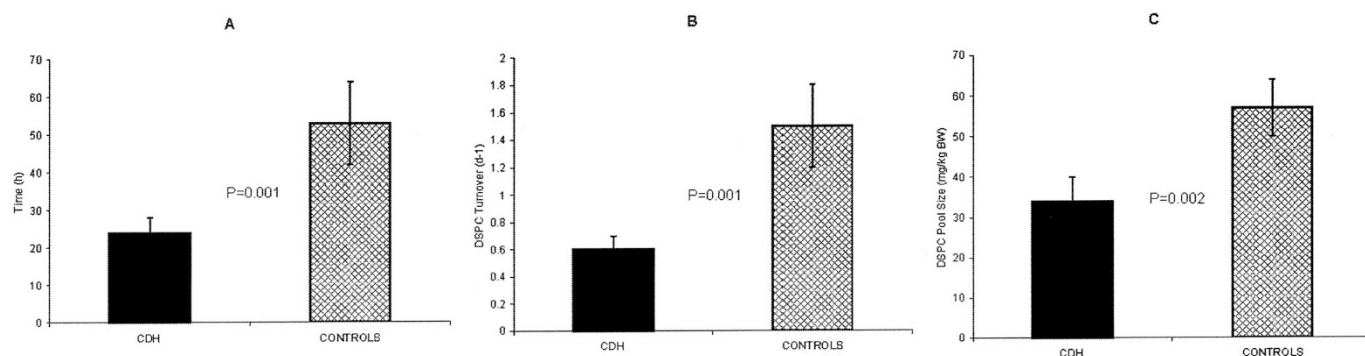 A
Time (h)
70
60
50
40
30
20
10
0
P=0.001
CDH
CONTROLS
B
DSPC Turnover (d-1)
2
1.8
1.6
1.4
1.2
1
0.8
0.6
0.4
0.2
0
P=0.001
CDH
CONTROLS
C
DSPC Pool Size (mg/kg BW)
70
60
50
40
30
20
10
0
P=0.002
CDH
CONTROLS